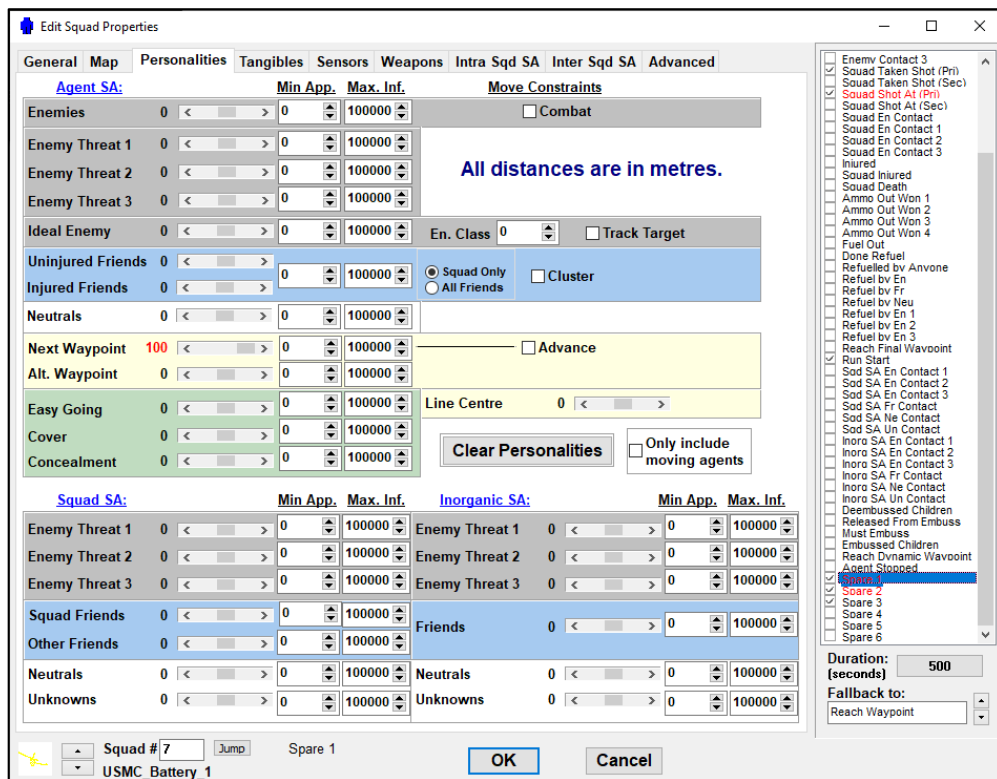 Edit Squad Properties
General Map Personalities Tangibles Sensors Weapons Intra Sqd SA Inter Sqd SA Advanced
Agent SA: Min App. Max. Inf. Move Constraints
Enemies 0 0 100000 Combat
Enemy Threat 1 0 0 100000
Enemy Threat 2 0 0 100000
Enemy Threat 3 0 0 100000
All distances are in metres.
Ideal Enemy 0 0 100000 En. Class 0 Track Target
Uninjured Friends 0
Injured Friends 0
0 100000
Squad Only
All Friends
Cluster
Neutrals 0 0 100000
Next Waypoint 100 0 100000 Advance
Alt. Waypoint 0 0 100000
Easy Going 0 0 100000 Line Centre 0
Cover 0 0 100000
Concealment 0 0 100000
Clear Personalities
Only include
moving agents
Squad SA: Min App. Max. Inf.
Enemy Threat 1 0 0 100000
Enemy Threat 2 0 0 100000
Enemy Threat 3 0 0 100000
Squad Friends 0 0 100000
Other Friends 0 0 100000
Neutrals 0 0 100000
Unknowns 0 0 100000
Inorganic SA: Min App. Max. Inf.
Enemy Threat 1 0 0 100000
Enemy Threat 2 0 0 100000
Enemy Threat 3 0 0 100000
Friends 0 0 100000
Neutrals 0 0 100000
Unknowns 0 0 100000
Enemy Contact 3
Squad Taken Shot (Pri)
Squad Taken Shot (Sec)
Squad Shot At (Pri)
Squad Shot At (Sec)
Squad En Contact
Squad En Contact 1
Squad En Contact 2
Squad En Contact 3
Injured
Squad Injured
Squad Death
Ammo Out Wpn 1
Ammo Out Wpn 2
Ammo Out Wpn 3
Ammo Out Wpn 4
Fuel Out
Done Refuel
Refuelled by Anyone
Refuel by En
Refuel by Fr
Refuel by Neu
Refuel by En 1
Refuel by En 2
Refuel by En 3
Reach Final Waypoint
Run Start
Sqd SA En Contact 1
Sqd SA En Contact 2
Sqd SA En Contact 3
Sqd SA Fr Contact
Sqd SA Ne Contact
Sqd SA Un Contact
Inorg SA En Contact 1
Inorg SA En Contact 2
Inorg SA En Contact 3
Inorg SA Fr Contact
Inorg SA Ne Contact
Inorg SA Un Contact
Deembussed Children
Released From Embuss
Must Embuss
Embussed Children
Reach Dynamic Waypoint
Agent Stopped
Spare 1
Spare 2
Spare 3
Spare 4
Spare 5
Spare 6
Duration:
(seconds)
500
Fallback to:
Reach Waypoint
Squad # 7 Jump Spare 1
USMC_Battery_1
OK Cancel